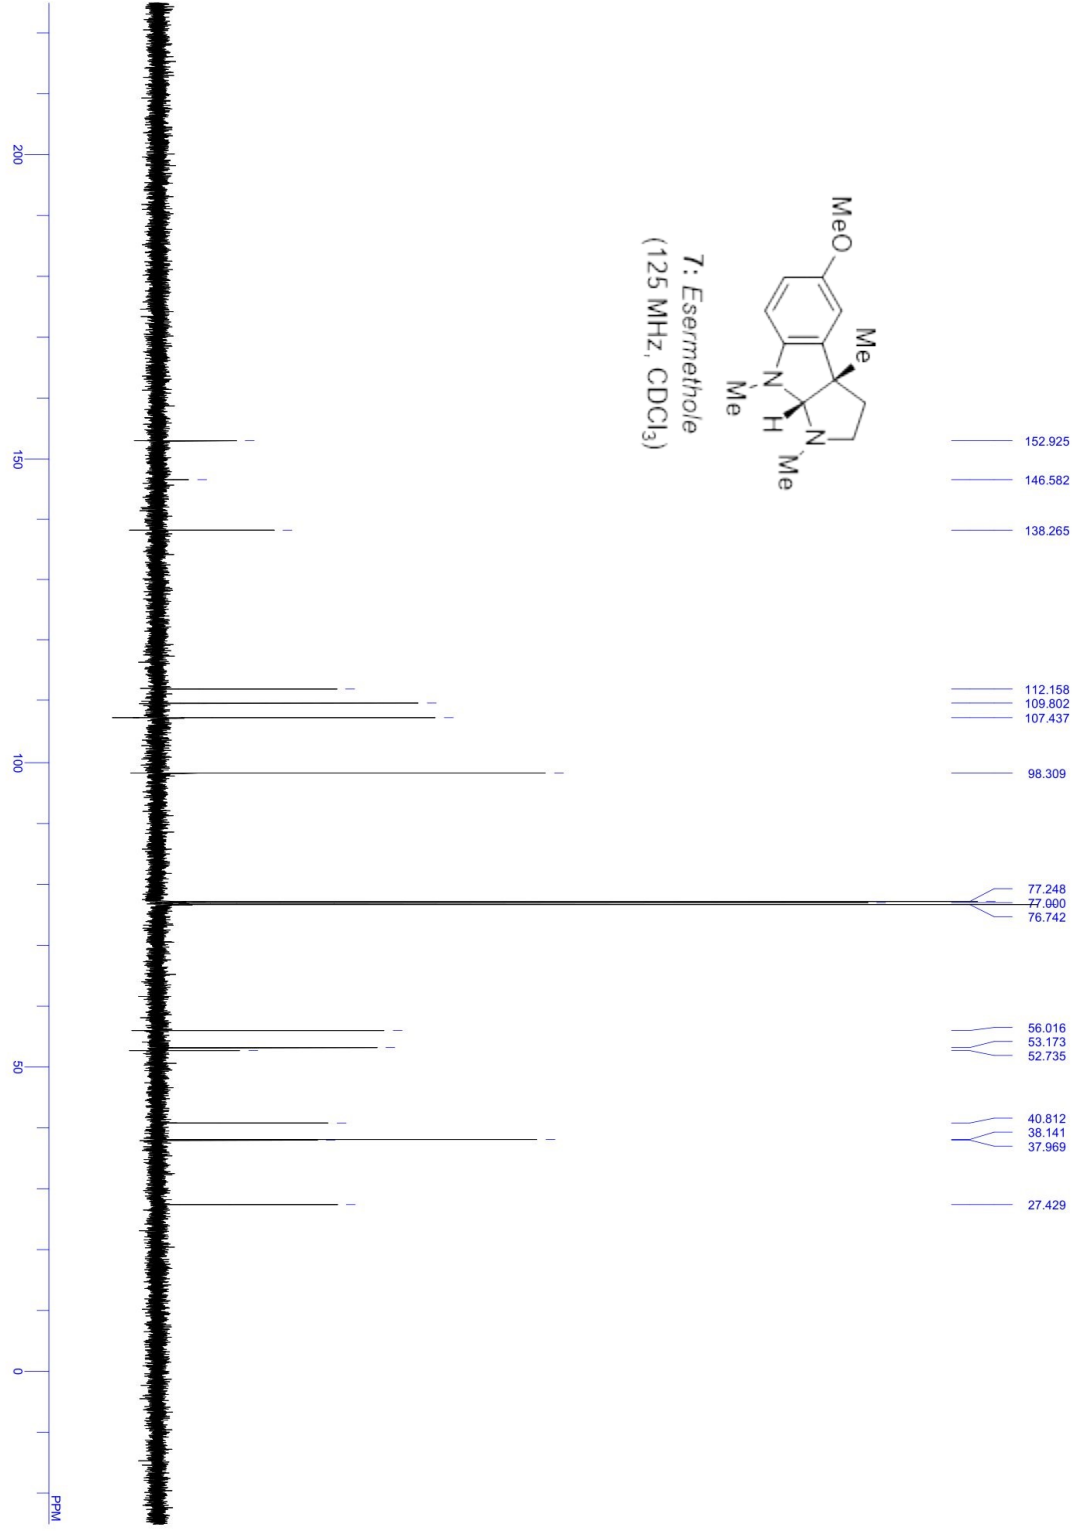 MeO
Me
N
Me
H
N
Me
7: Esermethole
(125 MHz, CDCl₃)
152.925
146.582
138.265
112.158
109.802
107.437
98.309
77.248
77.000
76.742
56.016
53.173
52.735
40.812
38.141
37.969
27.429
200
150
100
50
0
PPM